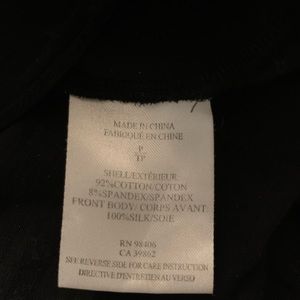 MADE IN CHINA
FABRIQUÉ EN CHINE
P
TP
SHELL/EXTÉRIEUR:
92%COTTON/COTON
8%SPANDEX/SPANDEX
FRONT BODY/ CORPS AVANT:
100%SILK/SOIE
RN 98406
CA 39862
SEE REVERSE SIDE FOR CARE INSTRUCTION
DIRECTIVE D'ENTRETIEN AU VERSO